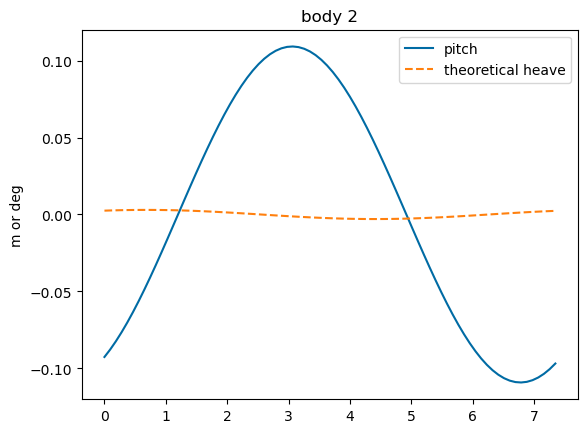 body 2
pitch
theoretical heave
0.10
0.05
0.00
−0.05
−0.10
m or deg
0 1 2 3 4 5 6 7